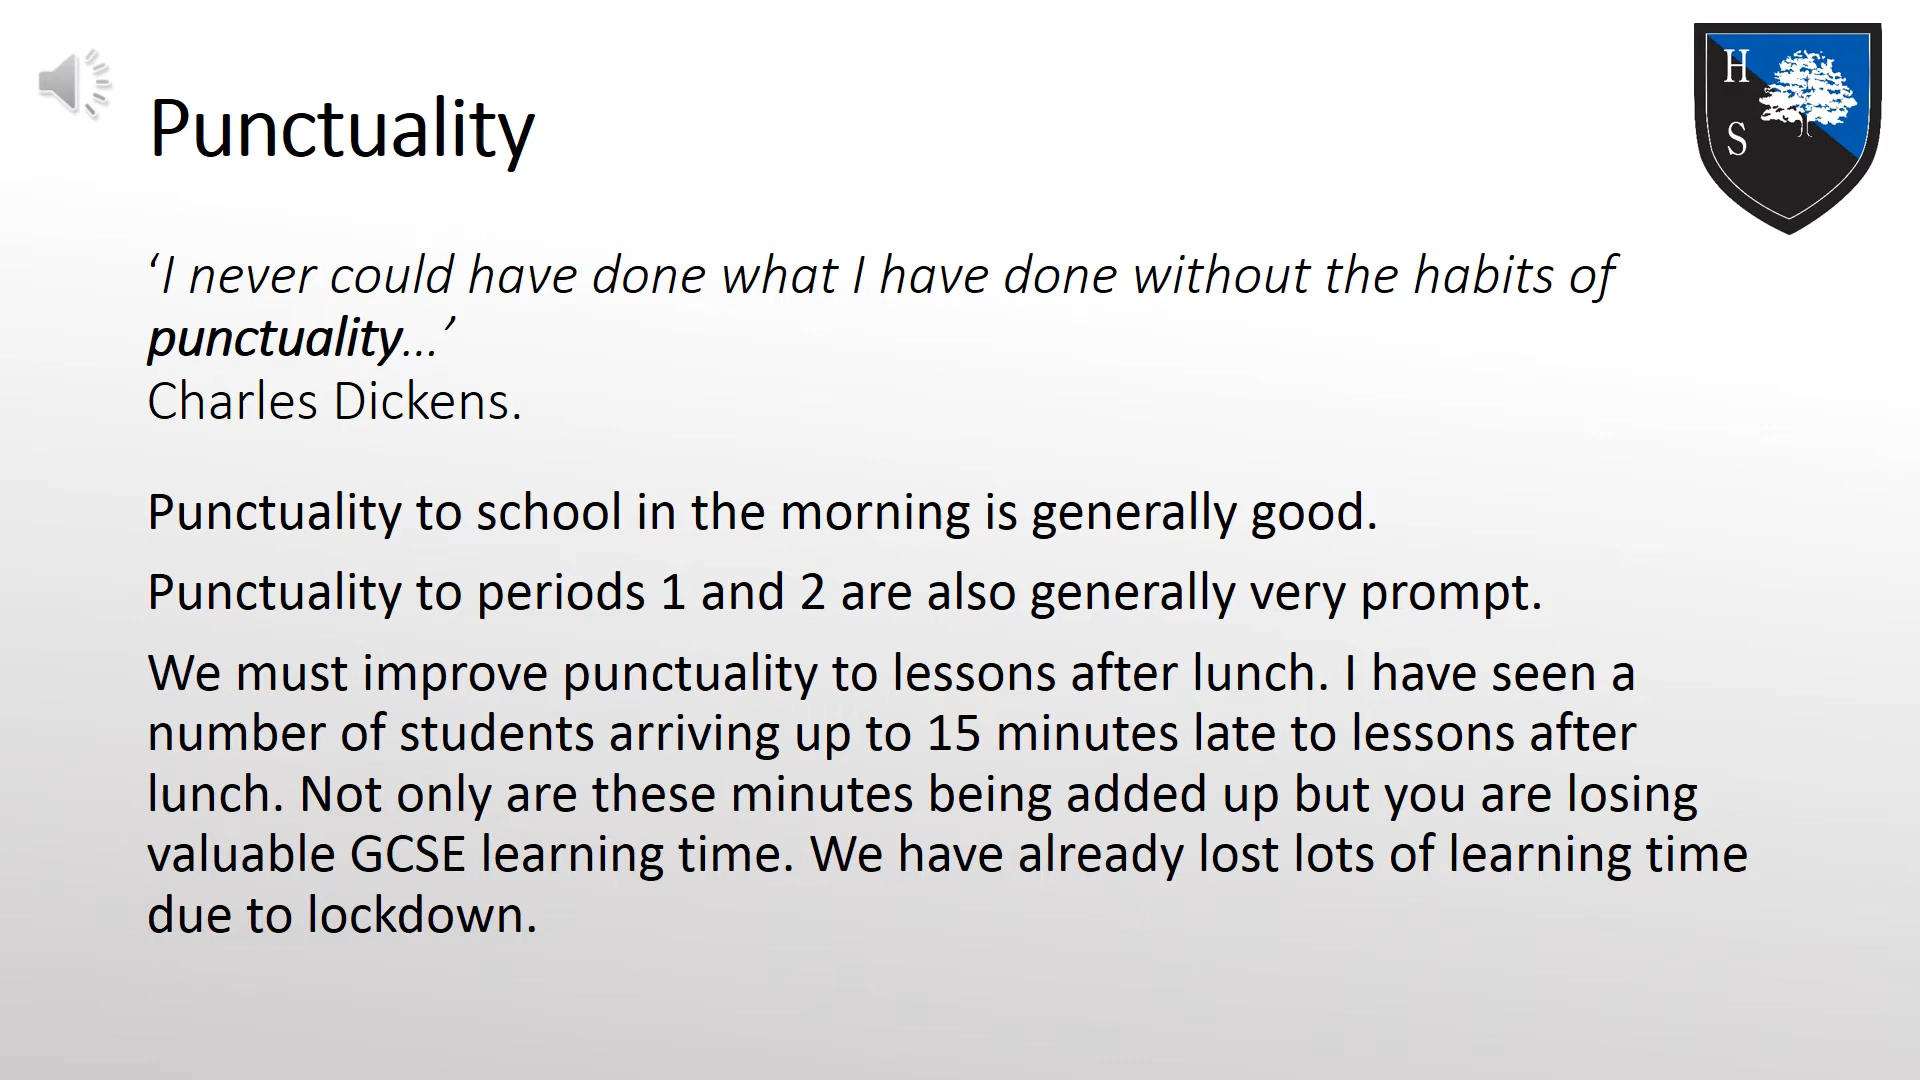 H
S
Punctuality
‘I never could have done what I have done without the habits of
punctuality...’
Charles Dickens.
Punctuality to school in the morning is generally good.
Punctuality to periods 1 and 2 are also generally very prompt.
We must improve punctuality to lessons after lunch. I have seen a
number of students arriving up to 15 minutes late to lessons after
lunch. Not only are these minutes being added up but you are losing
valuable GCSE learning time. We have already lost lots of learning time
due to lockdown.